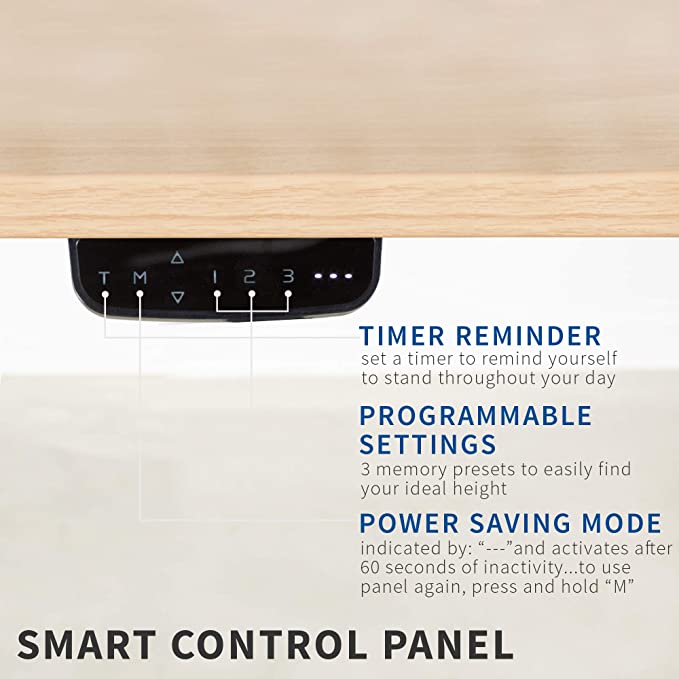 T M △ ▽ 1 2 3 ---
TIMER REMINDER
set a timer to remind yourself
to stand throughout your day
PROGRAMMABLE
SETTINGS
3 memory presets to easily find
your ideal height
POWER SAVING MODE
indicated by: “---”and activates after
60 seconds of inactivity...to use
panel again, press and hold “M”
SMART CONTROL PANEL